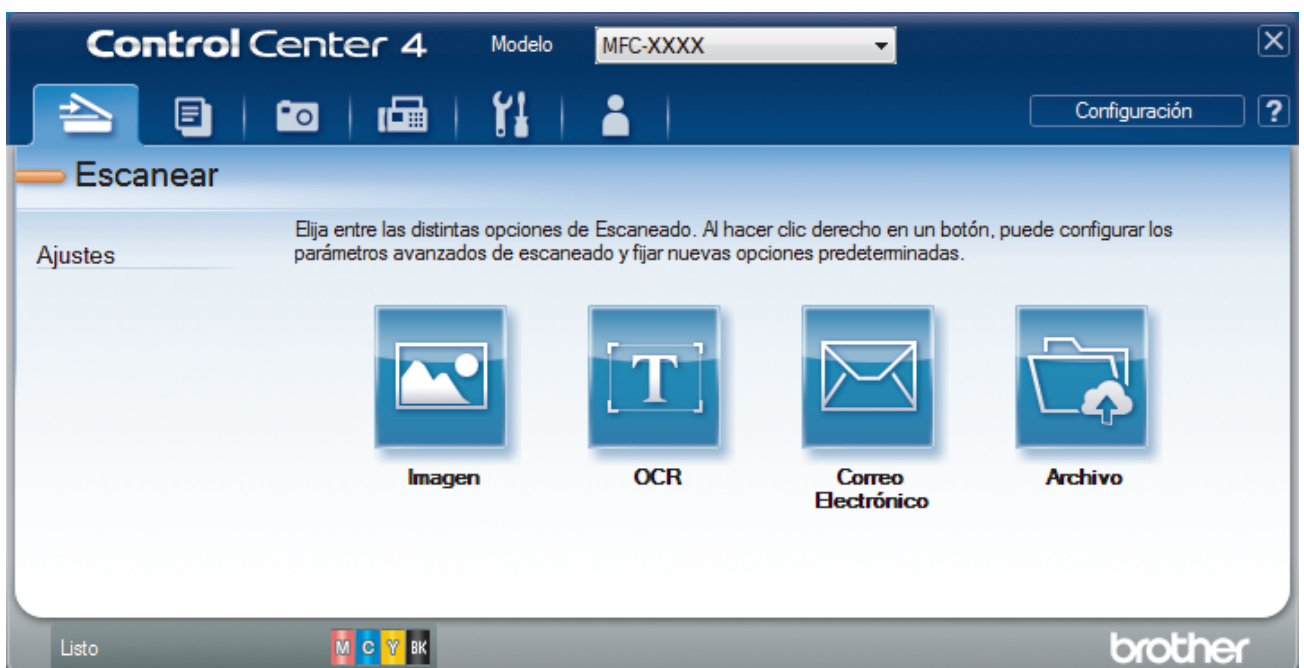 Control Center 4
Modelo
MFC-XXXX
Configuración
?
Escanear
Ajustes
Elija entre las distintas opciones de Escaneado. Al hacer clic derecho en un botón, puede configurar los
parámetros avanzados de escaneado y fijar nuevas opciones predeterminadas.
T
Imagen
OCR
Correo
Electrónico
Archivo
Listo
M C Y BK
brother